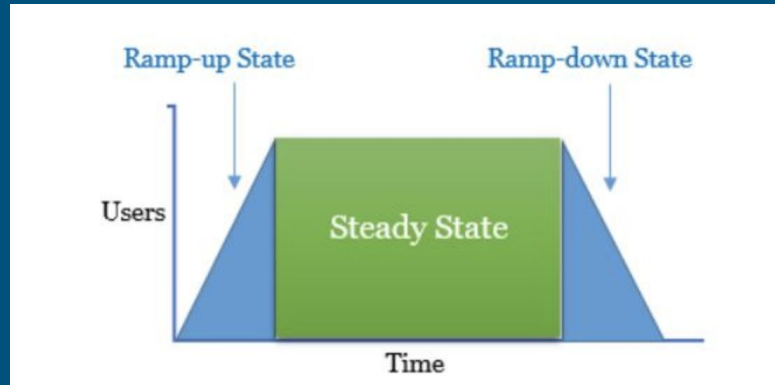 Ramp-up State
Ramp-down State
Users
Steady State
Time